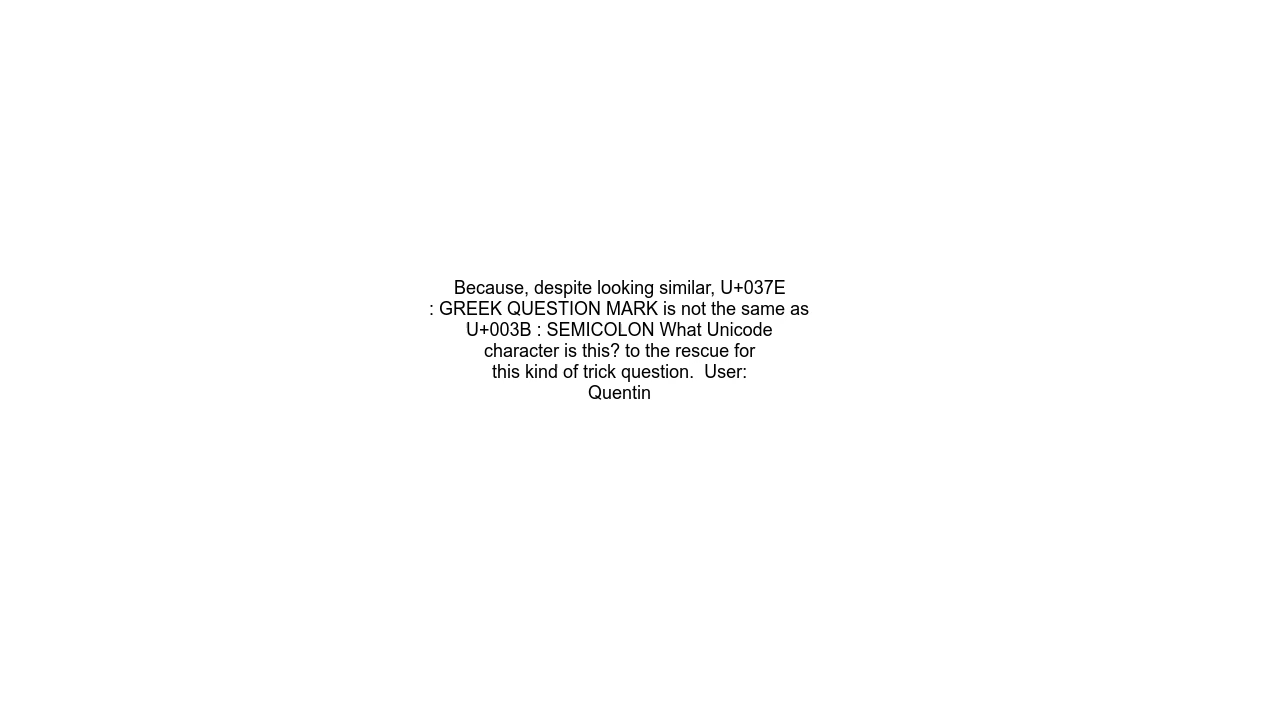 Because, despite looking similar, U+037E
: GREEK QUESTION MARK is not the same as
U+003B : SEMICOLON What Unicode
character is this? to the rescue for
this kind of trick question.  User:
Quentin